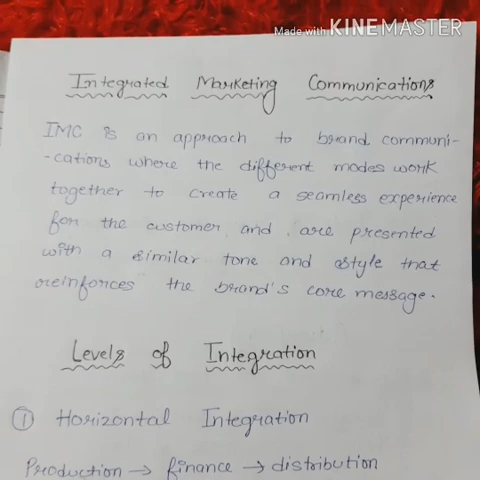 Made with KINEMASTER
Integrated Marketing Communications
IMC is an approach to brand communi-
-cations where the different modes work
together to create a seamless experience
for the customer and are presented
with a similar tone and style that
reinforces the brand's core message.
Levels of Integration
① Horizontal Integration
Production → finance → distribution